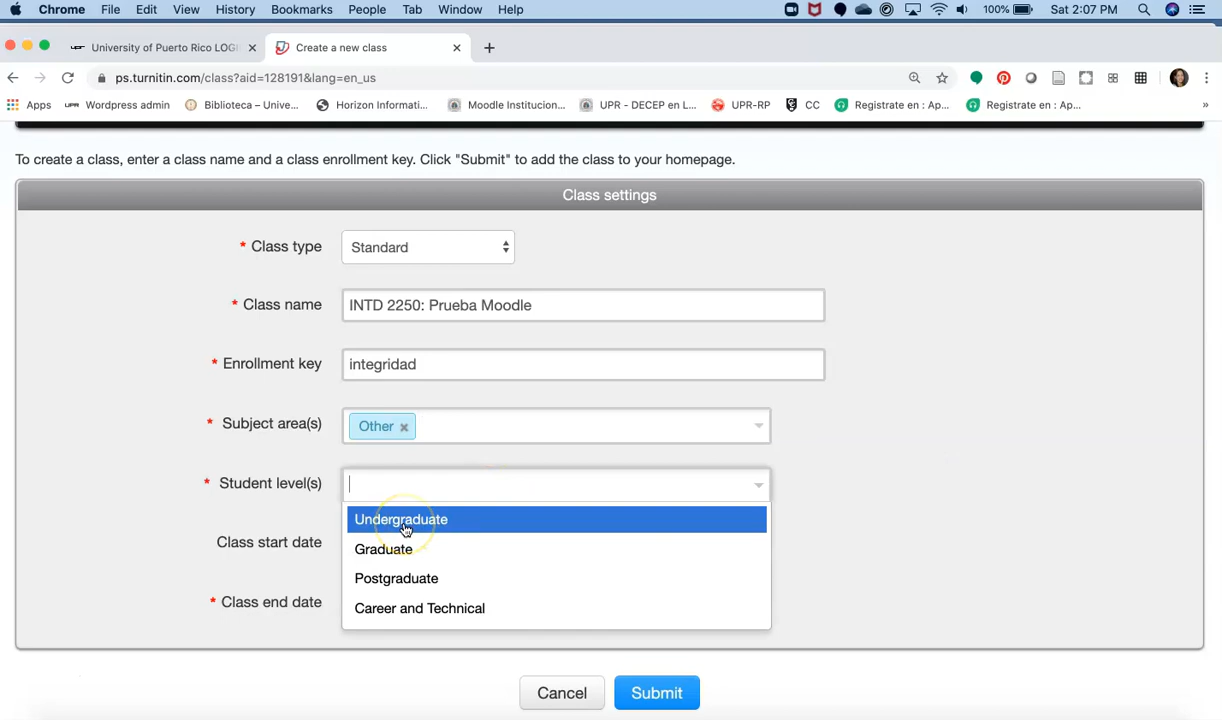 Chrome File Edit View History Bookmarks People Tab Window Help 100% Sat 2:07 PM
University of Puerto Rico LOGI Create a new class
ps.turnitin.com/class?aid=128191&lang=en_us
Apps Wordpress admin Biblioteca – Unive... Horizon Informati... Moodle Institucion... UPR - DECEP en L... UPR-RP CC Registrate en : Ap... Registrate en : Ap... »
To create a class, enter a class name and a class enrollment key. Click "Submit" to add the class to your homepage.
Class settings
* Class type Standard
* Class name INTD 2250: Prueba Moodle
* Enrollment key integridad
* Subject area(s) Other ×
* Student level(s)
Undergraduate
Class start date
Graduate
Postgraduate
* Class end date
Career and Technical
Cancel Submit